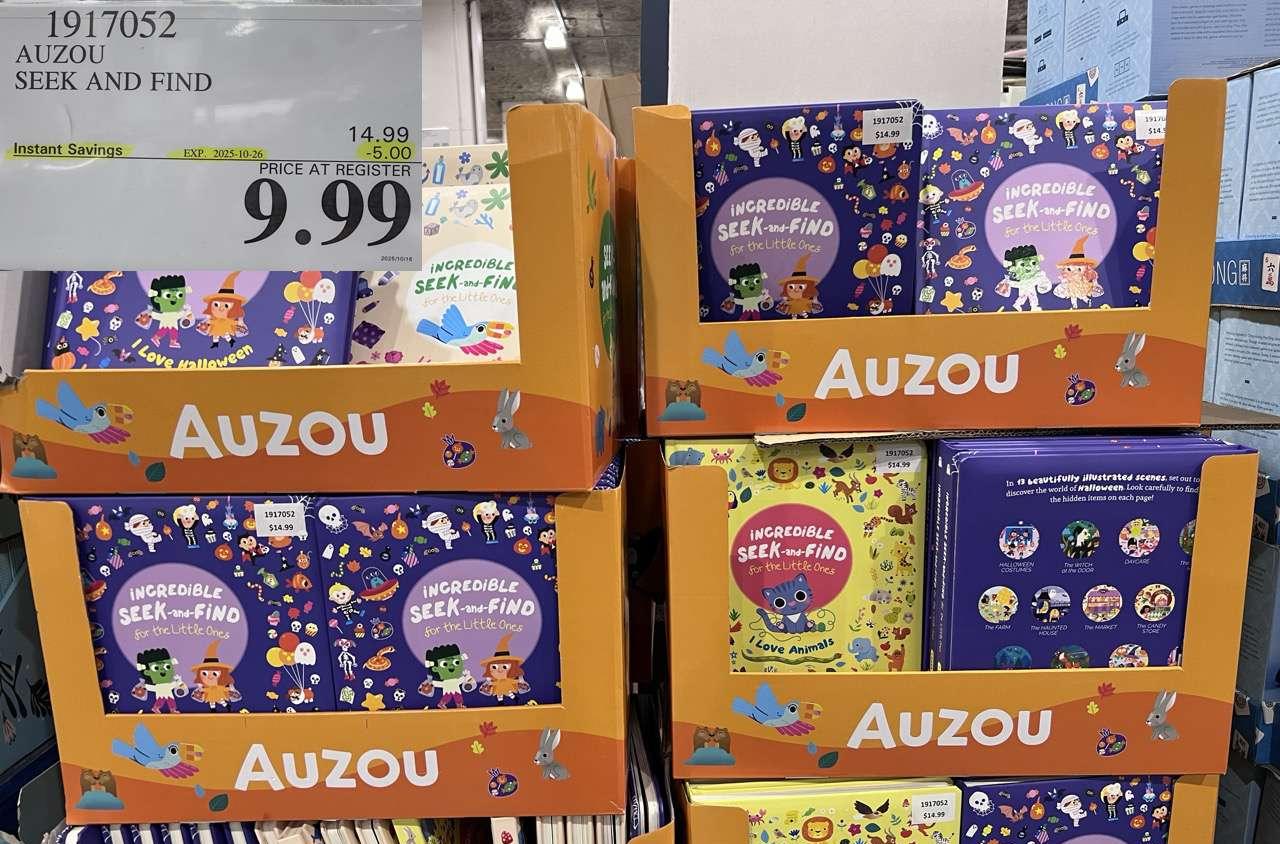 1917052
AUZOU
SEEK AND FIND
14.99
Instant Savings EXP. 2025-10-26 -5.00
PRICE AT REGISTER
9.99
2025/10/16
INCREDIBLE
SEEK-and-FIND
for the Little Ones
I Love Halloween
AUZOU
1917052
$14.99
INCREDIBLE
SEEK-and-FIND
for the Little Ones
INCREDIBLE
SEEK-and-FIND
for the Little Ones
AUZOU
1917052
$14.99
INCREDIBLE
SEEK-and-FIND
for the Little Ones
INCREDIBLE
SEEK-and-FIND
for the Little Ones
AUZOU
1917052
$14.99
INCREDIBLE
SEEK-and-FIND
for the Little Ones
I Love Animals
In 13 beautifully illustrated scenes, set out to
discover the world of Halloween. Look carefully to find
the hidden items on each page!
HALLOWEEN
COSTUMES
The WITCH
at the DOOR
DAYCARE
The FARM
The HAUNTED
HOUSE
The MARKET
The CANDY
STORE
AUZOU
1917052
$14.99